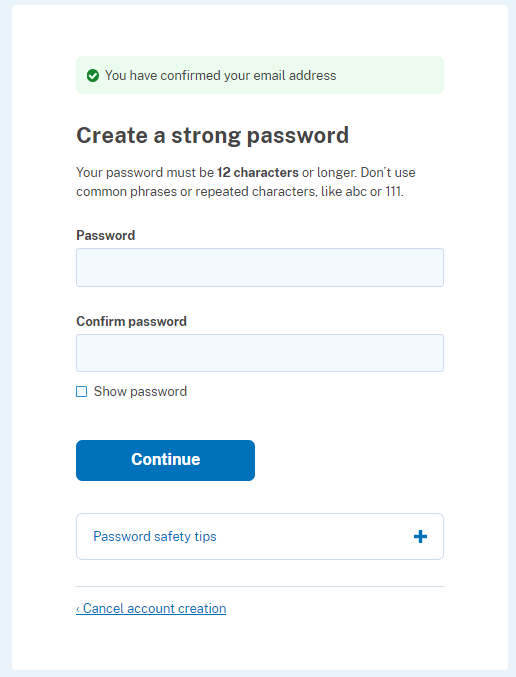 You have confirmed your email address
Create a strong password
Your password must be 12 characters or longer. Don't use
common phrases or repeated characters, like abc or 111.
Password
Confirm password
Show password
Continue
Password safety tips
‹ Cancel account creation